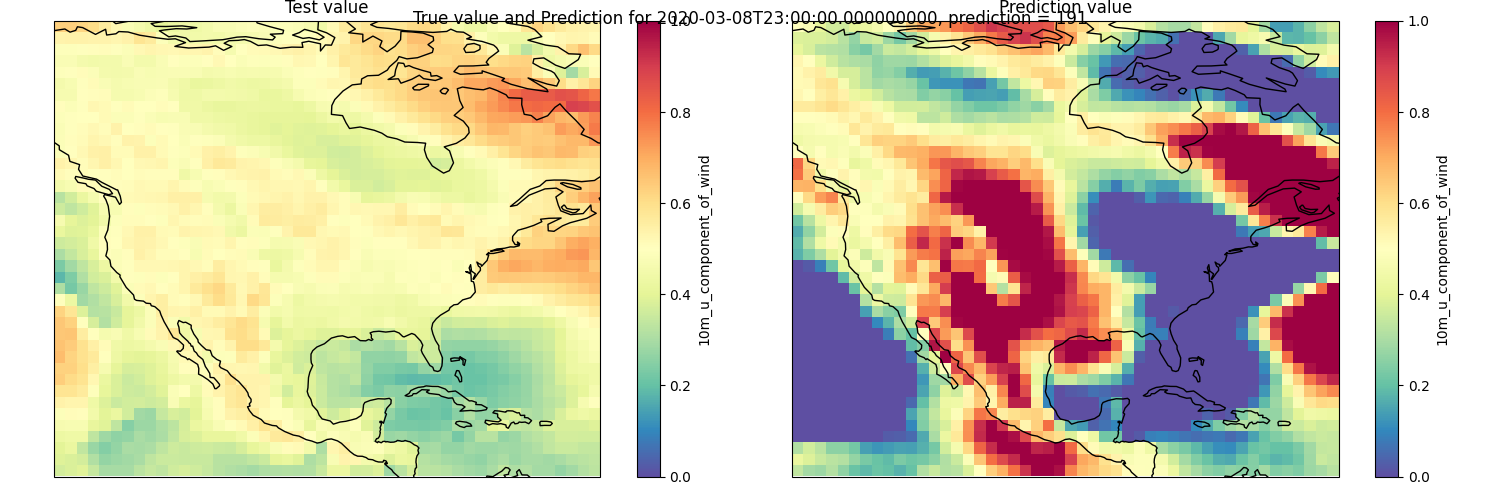 Test value
Prediction value
True value and Prediction for 2020-03-08T23:00:00.000000000, prediction = 191
1.0
0.8
0.6
0.4
0.2
0.0
10m_u_component_of_wind
1.0
0.8
0.6
0.4
0.2
0.0
10m_u_component_of_wind